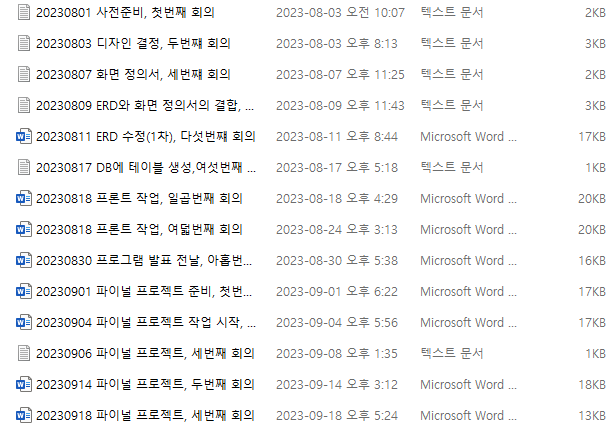 20230801 사전준비, 첫번째 회의 2023-08-03 오전 10:07 텍스트 문서 2KB
20230803 디자인 결정, 두번째 회의 2023-08-03 오후 8:13 텍스트 문서 3KB
20230807 화면 정의서, 세번째 회의 2023-08-07 오후 11:25 텍스트 문서 2KB
20230809 ERD와 화면 정의서의 결합, ... 2023-08-09 오후 11:43 텍스트 문서 3KB
20230811 ERD 수정(1차), 다섯번째 회의 2023-08-11 오후 8:44 Microsoft Word ... 17KB
20230817 DB에 테이블 생성,여섯번째 ... 2023-08-17 오후 5:18 텍스트 문서 1KB
20230818 프론트 작업, 일곱번째 회의 2023-08-18 오후 4:29 Microsoft Word ... 20KB
20230818 프론트 작업, 여덟번째 회의 2023-08-24 오후 3:13 Microsoft Word ... 20KB
20230830 프로그램 발표 전날, 아홉번... 2023-08-30 오후 5:38 Microsoft Word ... 16KB
20230901 파이널 프로젝트 준비, 첫번... 2023-09-01 오후 6:22 Microsoft Word ... 17KB
20230904 파이널 프로젝트 작업 시작, ... 2023-09-04 오후 5:56 Microsoft Word ... 17KB
20230906 파이널 프로젝트, 세번째 회의 2023-09-08 오후 1:35 텍스트 문서 1KB
20230914 파이널 프로젝트, 두번째 회의 2023-09-14 오후 3:12 Microsoft Word ... 18KB
20230918 파이널 프로젝트, 세번째 회의 2023-09-18 오후 5:24 Microsoft Word ... 13KB